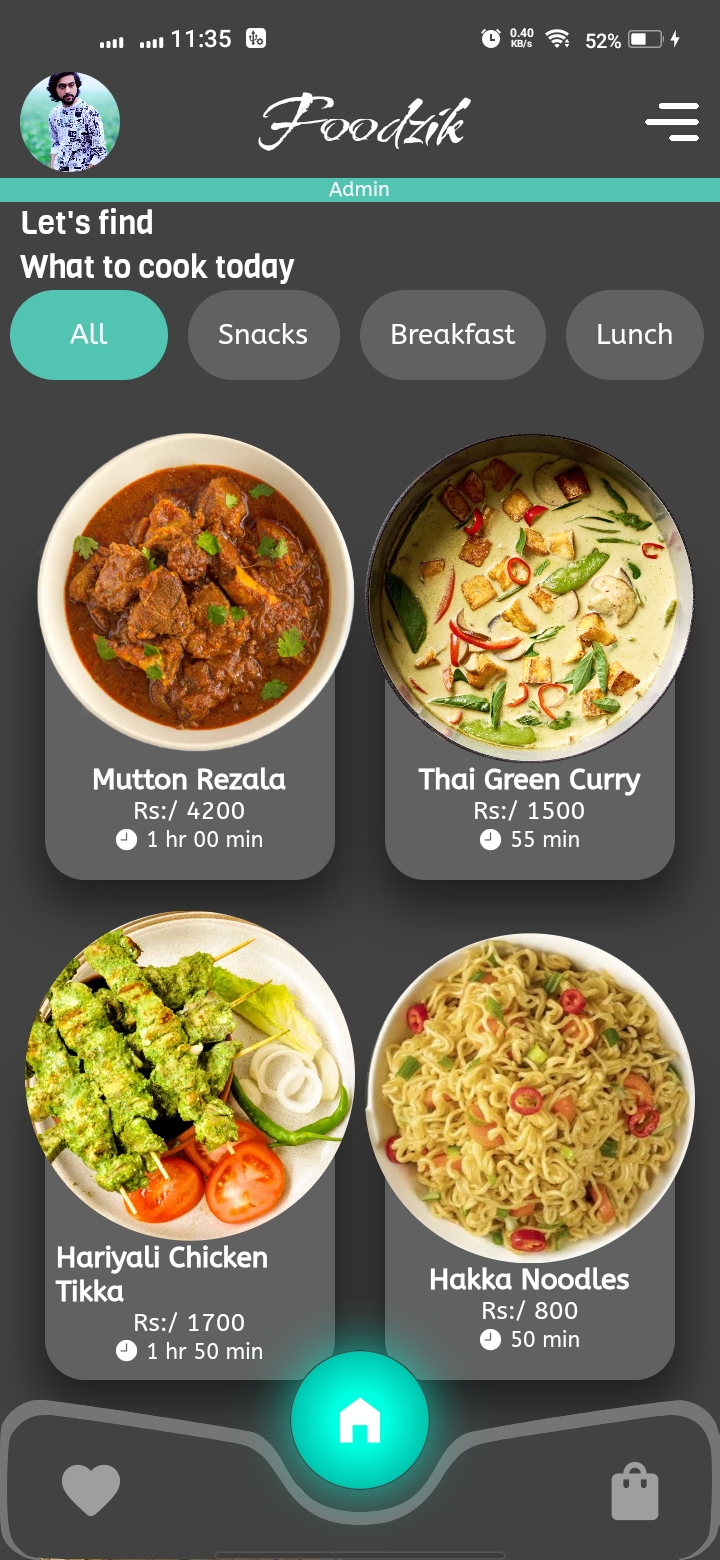 11:35 0.40 KB/s 52%
Foodzik
Admin
Let's find
What to cook today
All Snacks Breakfast Lunch
Mutton Rezala
Rs:/ 4200
1 hr 00 min
Thai Green Curry
Rs:/ 1500
55 min
Hariyali Chicken
Tikka
Rs:/ 1700
1 hr 50 min
Hakka Noodles
Rs:/ 800
50 min